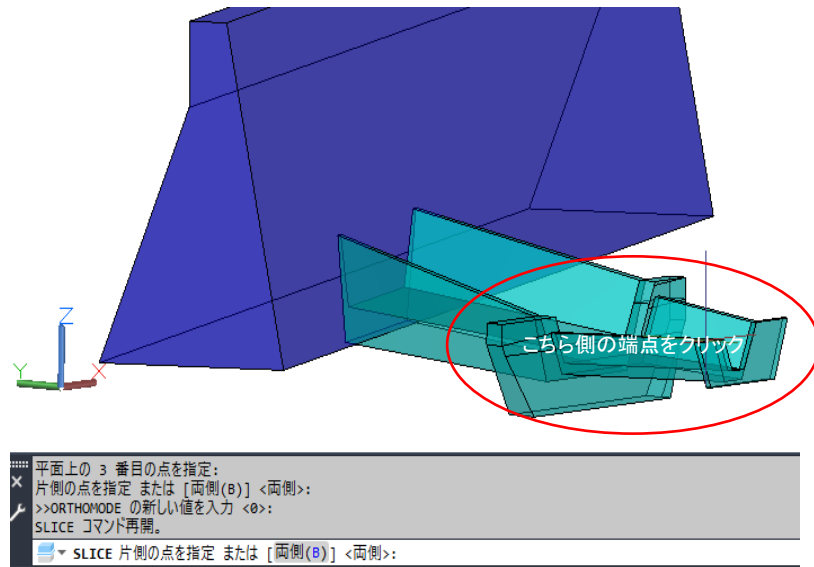 Z
Y
X
こちら側の端点をクリック
平面上の 3 番目の点を指定:
片側の点を指定 または [両側(B)] <両側>:
>>ORTHOMODE の新しい値を入力 <0>:
SLICE コマンド再開。
SLICE 片側の点を指定 または [両側(B)] <両側>: